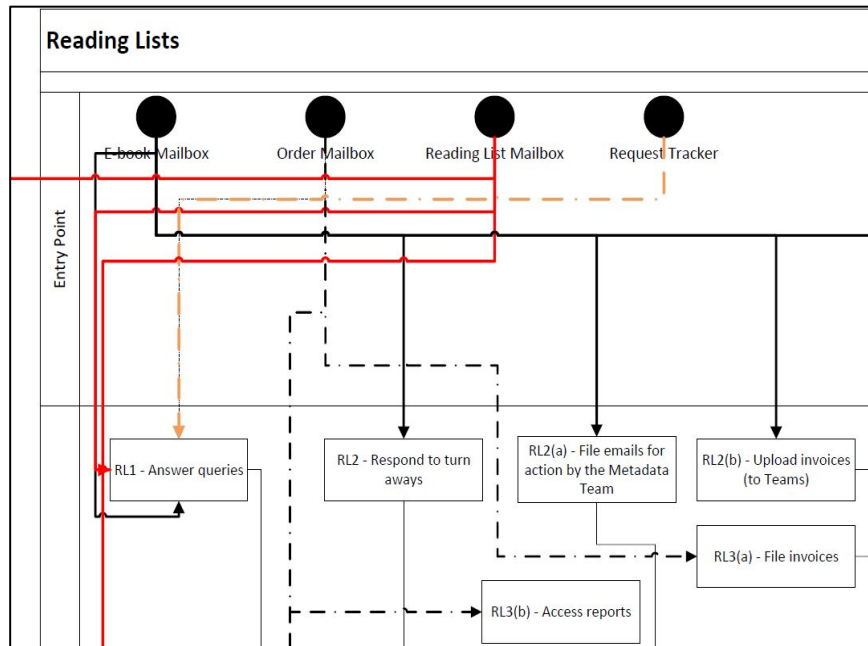 Reading Lists
E-book Mailbox
Order Mailbox
Reading List Mailbox
Request Tracker
Entry Point
RL1 - Answer queries
RL2 - Respond to turn
aways
RL2(a) - File emails for
action by the Metadata
Team
RL2(b) - Upload invoices
(to Teams)
RL3(a) - File invoices
RL3(b) - Access reports